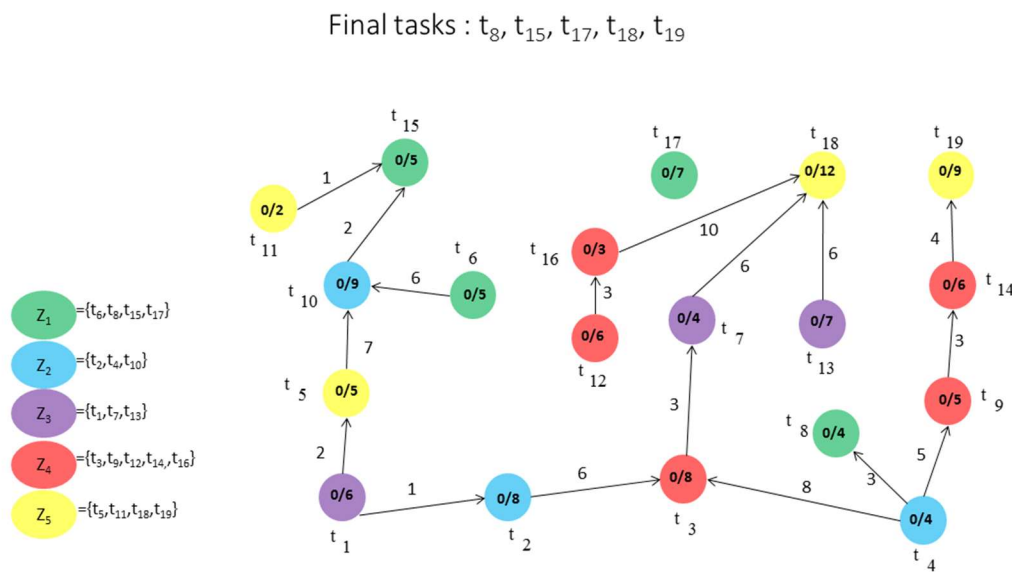 Final tasks : t8, t15, t17, t18, t19
t 15
0/5
t 17
0/7
t 18
0/12
t 19
0/9
1
0/2
t 11
2
t 6
6
0/5
t 10
0/9
t 16
0/3
10
6
6
4
0/6
t 14
3
0/4
t 7
0/7
t 13
0/6
t 12
7
3
t 5
0/5
3
0/5
t 9
t 8
0/4
2
5
3
0/6
t 1
1
0/8
t 2
6
0/8
t 3
8
0/4
t 4
Z1 ={t6,t8,t15,t17}
Z2 ={t2,t4,t10}
Z3 ={t1,t7,t13}
Z4 ={t3,t9,t12,t14,,t16}
Z5 ={t5,t11,t18,t19}